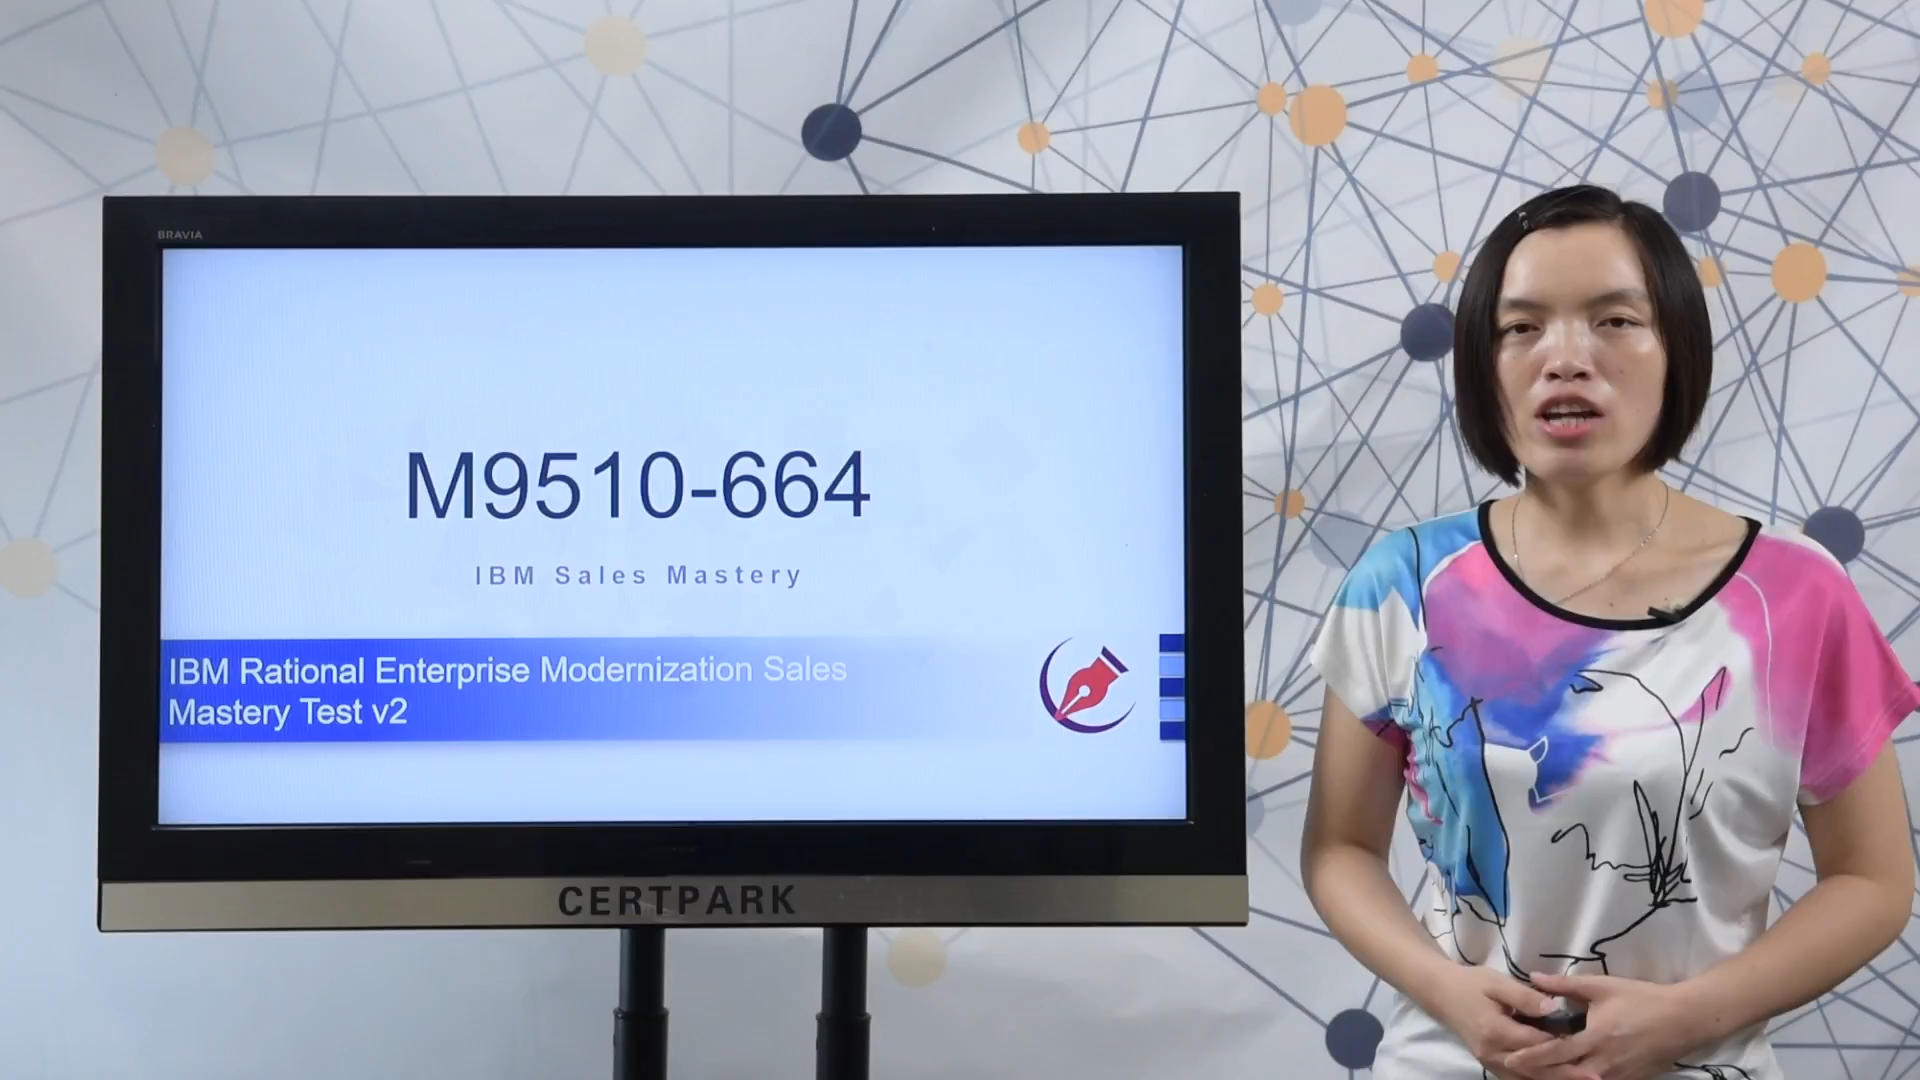 BRAVIA
M9510-664
IBM Sales Mastery
IBM Rational Enterprise Modernization Sales
Mastery Test v2
CERTPARK